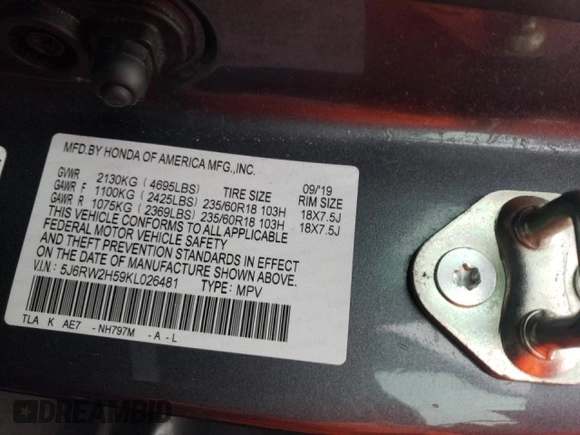 MFD.BY HONDA OF AMERICA MFG.,INC.
09/'19
GVWR 2130KG ( 4695LBS) TIRE SIZE RIM SIZE
GAWR F 1100KG ( 2425LBS) 235/60R18 103H 18X7.5J
GAWR R 1075KG ( 2369LBS) 235/60R18 103H 18X7.5J
THIS VEHICLE CONFORMS TO ALL APPLICABLE
FEDERAL MOTOR VEHICLE SAFETY
AND THEFT PREVENTION STANDARDS IN EFFECT
ON THE DATE OF MANUFACTURE SHOWN ABOVE.
V.I.N: 5J6RW2H59KL026481 TYPE: MPV
TLA K AE7 - NH797M - A - L
DREAMBID